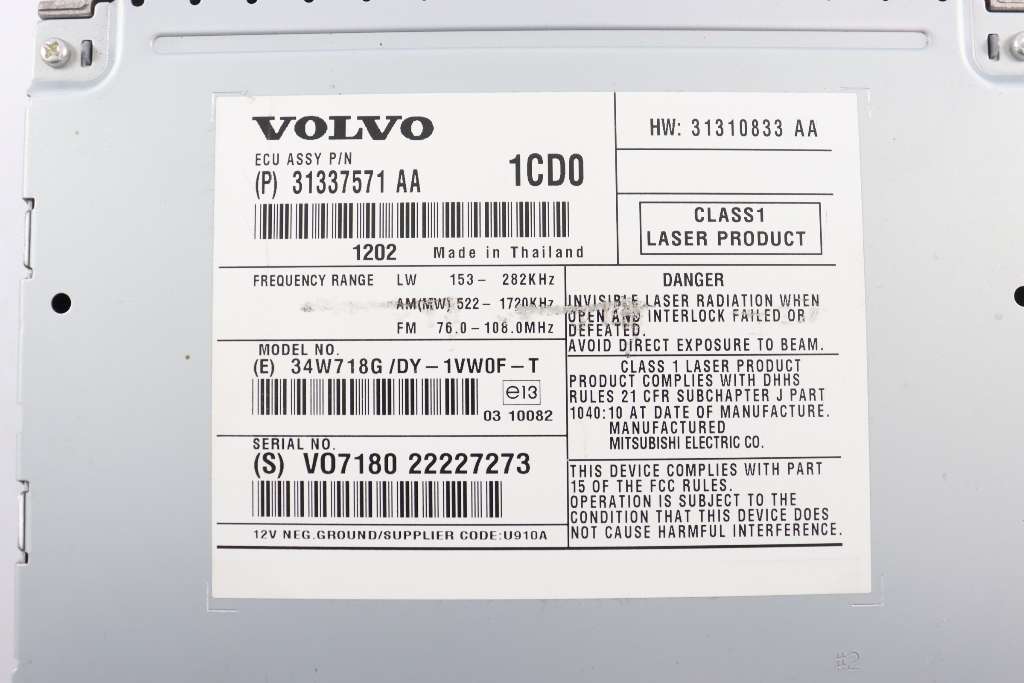 VOLVO
ECU ASSY P/N
(P) 31337571 AA
1CD0
1202 Made in Thailand
HW: 31310833 AA
CLASS1
LASER PRODUCT
FREQUENCY RANGE LW 153- 282KHz
AM(MW) 522- 1720KHz
FM 76.0-108.0MHz
DANGER
INVISIBLE LASER RADIATION WHEN
OPEN AND INTERLOCK FAILED OR
DEFEATED.
AVOID DIRECT EXPOSURE TO BEAM.
MODEL NO.
(E) 34W718G/DY-1VW0F-T
e13
03 10082
CLASS 1 LASER PRODUCT
PRODUCT COMPLIES WITH DHHS
RULES 21 CFR SUBCHAPTER J PART
1040:10 AT DATE OF MANUFACTURE.
MANUFACTURED
MITSUBISHI ELECTRIC CO.
SERIAL NO.
(S) VO7180 22227273
THIS DEVICE COMPLIES WITH PART
15 OF THE FCC RULES.
OPERATION IS SUBJECT TO THE
CONDITION THAT THIS DEVICE DOES
NOT CAUSE HARMFUL INTERFERENCE.
12V NEG.GROUND/SUPPLIER CODE:U910A
#2